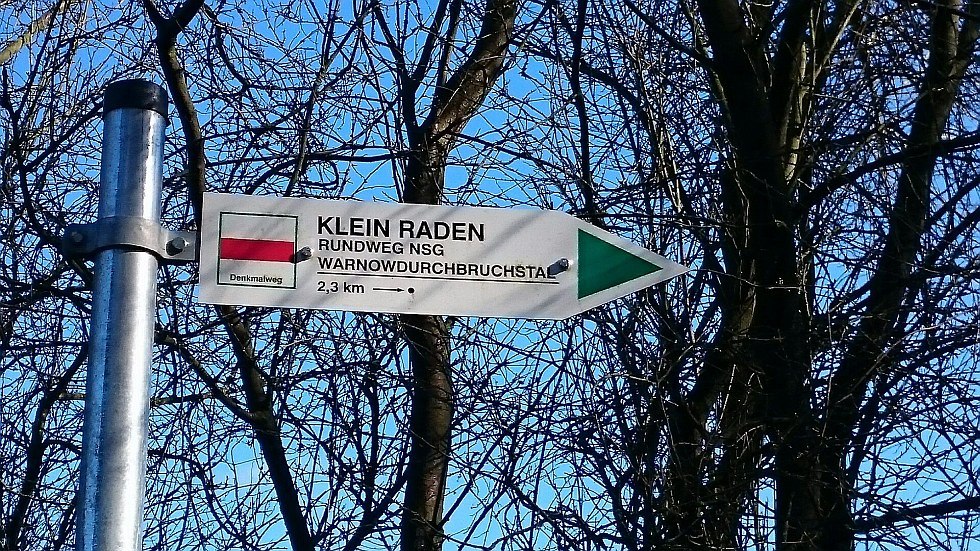 Denkmalweg
KLEIN RADEN
RUNDWEG NSG
WARNOWDURCHBRUCHSTAL
2,3 km